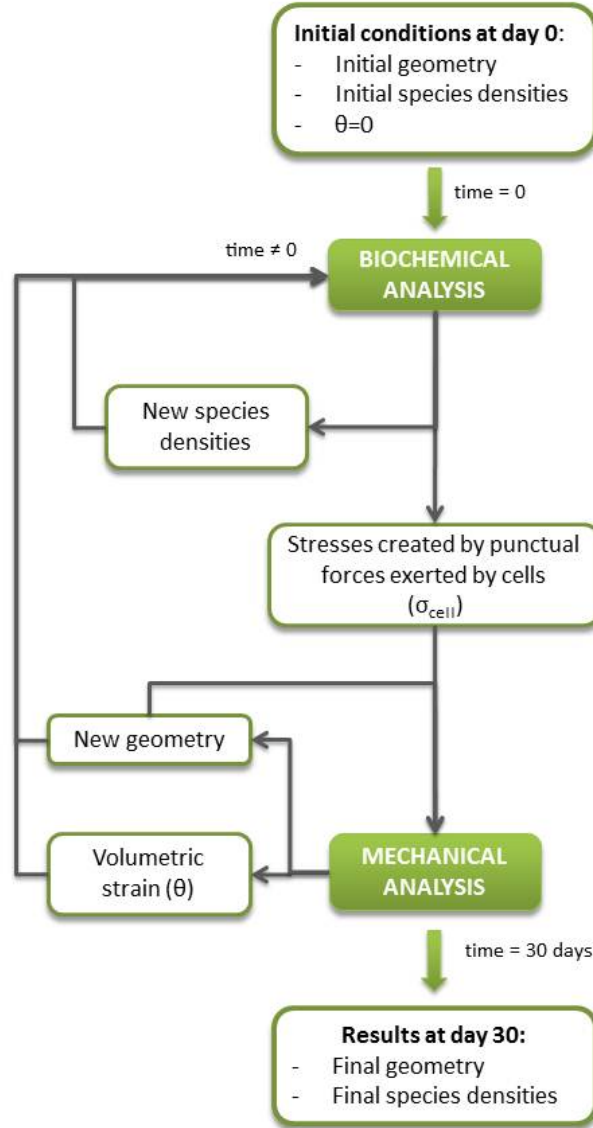 Initial conditions at day 0:
- Initial geometry
- Initial species densities
- θ=0
time = 0
time ≠ 0
BIOCHEMICAL
ANALYSIS
New species
densities
Stresses created by punctual
forces exerted by cells
(σcell)
New geometry
Volumetric
strain (θ)
MECHANICAL
ANALYSIS
time = 30 days
Results at day 30:
- Final geometry
- Final species densities